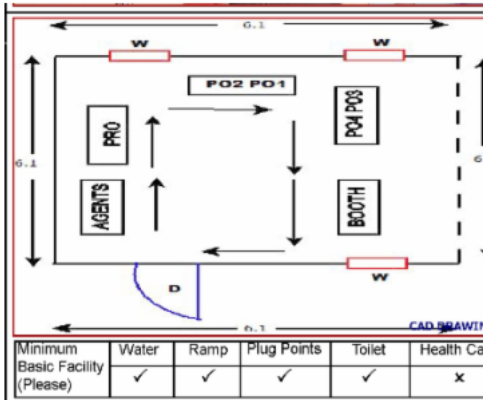 6.1
W W
PO2 PO1
PO4 PO3
PRO
6.1
6
AGENTS
BOOTH
D
W
6.1
CAD DRAWIN
Minimum Basic Facility (Please) Water Ramp Plug Points Toilet Health Ca
✓ ✓ ✓ ✓ x